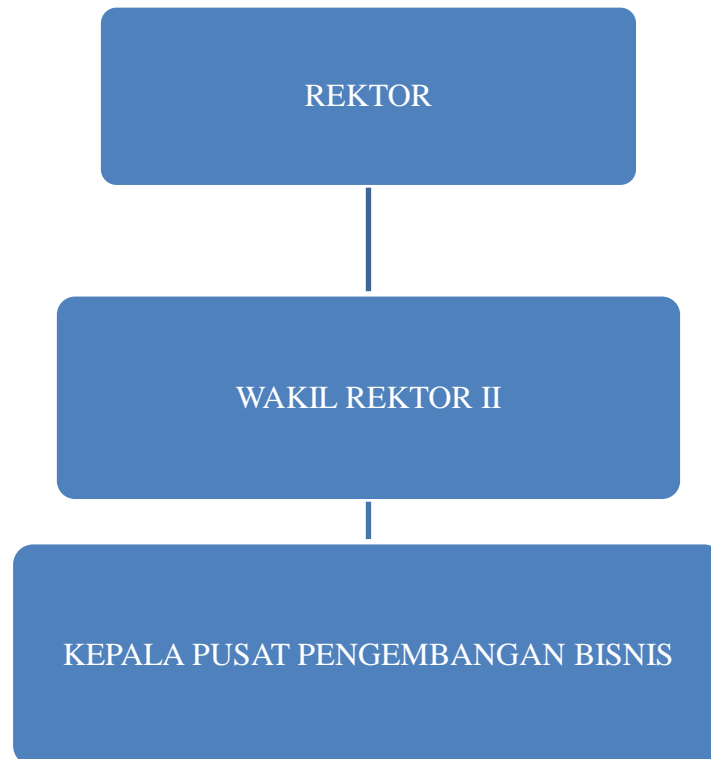 REKTOR
WAKIL REKTOR II
KEPALA PUSAT PENGEMBANGAN BISNIS